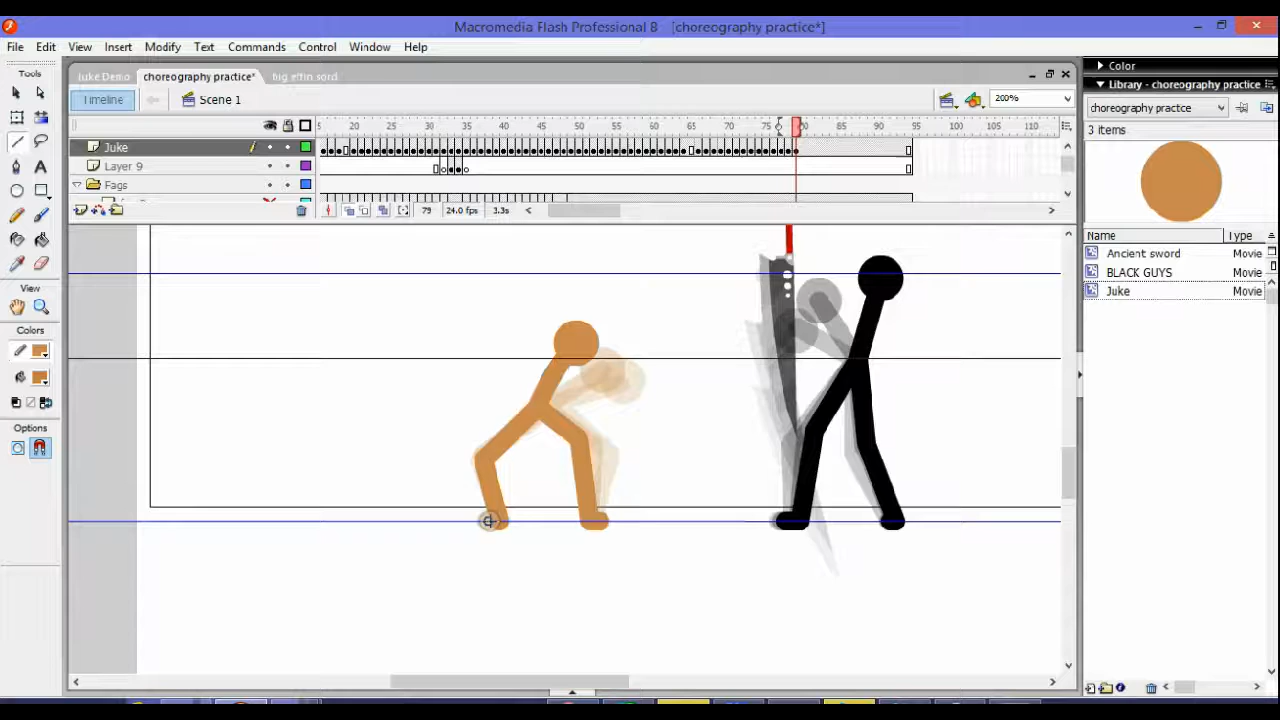 Macromedia Flash Professional 8 - [choreography practice*]
File Edit View Insert Modify Text Commands Control Window Help
Tools
View
Colors
Options
Juke Demo choreography practice* big effin sord
Timeline Scene 1 200%
5 20 25 30 35 40 45 50 55 60 65 70 75 80 85 90 95 100 105 110
Juke
Layer 9
Fags
79 24.0 fps 3.3s
Color
Library - choreography practice
choreography practice
3 items
Name Type
Ancient sword Movie
BLACK GUYS Movie
Juke Movie